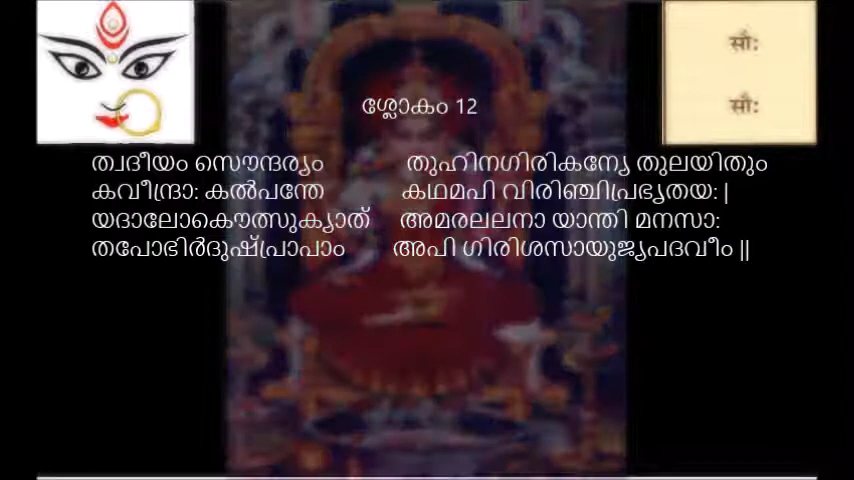 सौ:
सौ:
ശ്ലോകം 12
ത്വദീയം സൌന്ദര്യം തുഹിനഗിരികന്യേ തുലയിതും
കവീന്ദ്രാ: കൽപന്തേ കഥമപി വിരിഞ്ചിപ്രഭൃതയ: |
യദാലോകൌത്സുക്യാത് അമരലലനാ യാന്തി മനസാ:
തപോഭിർദുഷ്പ്രാപാം അപി ഗിരിശസായുജ്യപദവീം ||